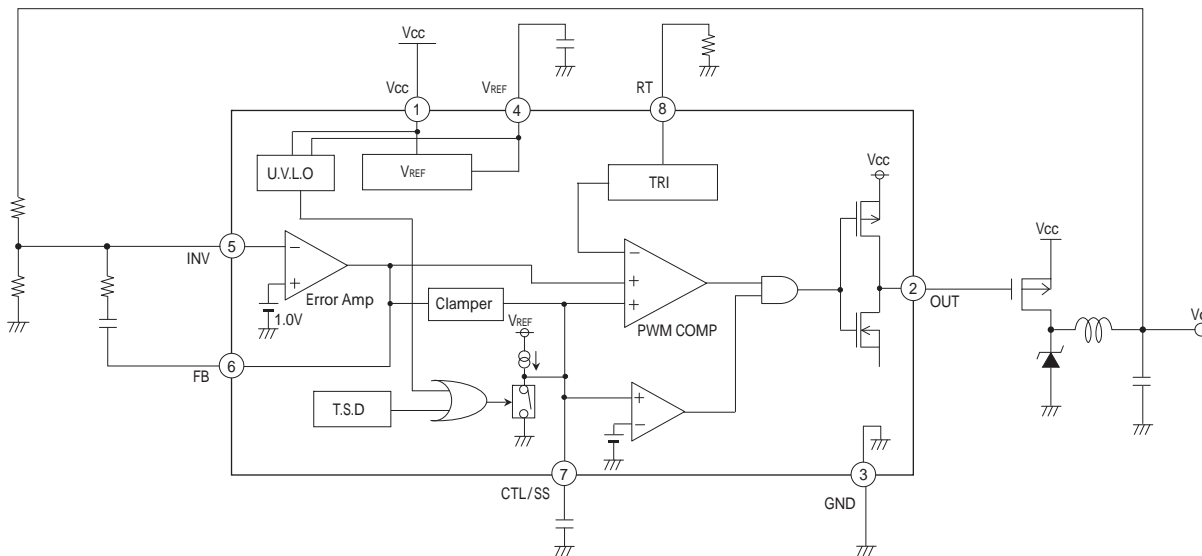 Vcc
Vcc
VREF
RT
1
4
8
U.V.L.O
VREF
TRI
Vcc
5
INV
Error Amp
1.0V
Clamper
PWM COMP
2
OUT
Vcc
VREF
6
FB
T.S.D
7
CTL/SS
3
GND